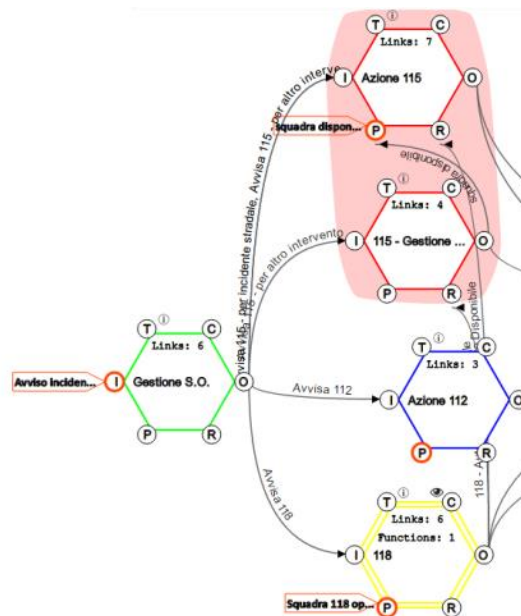 T C
Links: 7
I Azione 115 O
P R
squadra dispon...
Avvisa 115 - per incidente stradale, Avvisa 115 - per altro interve
squadra disponibile
T C
Links: 4
I 115 - Gestione ... O
P R
115 - per altro intervento
Disponibile
T C
Links: 6
Avviso inciden...
I Gestione S.O. O
P R
Avvisa 112
T C
Links: 3
I Azione 112 O
P R
118 - A
Avvisa 118
T C
Links: 6
Functions: 1
I 118 O
P R
Squadra 118 op...